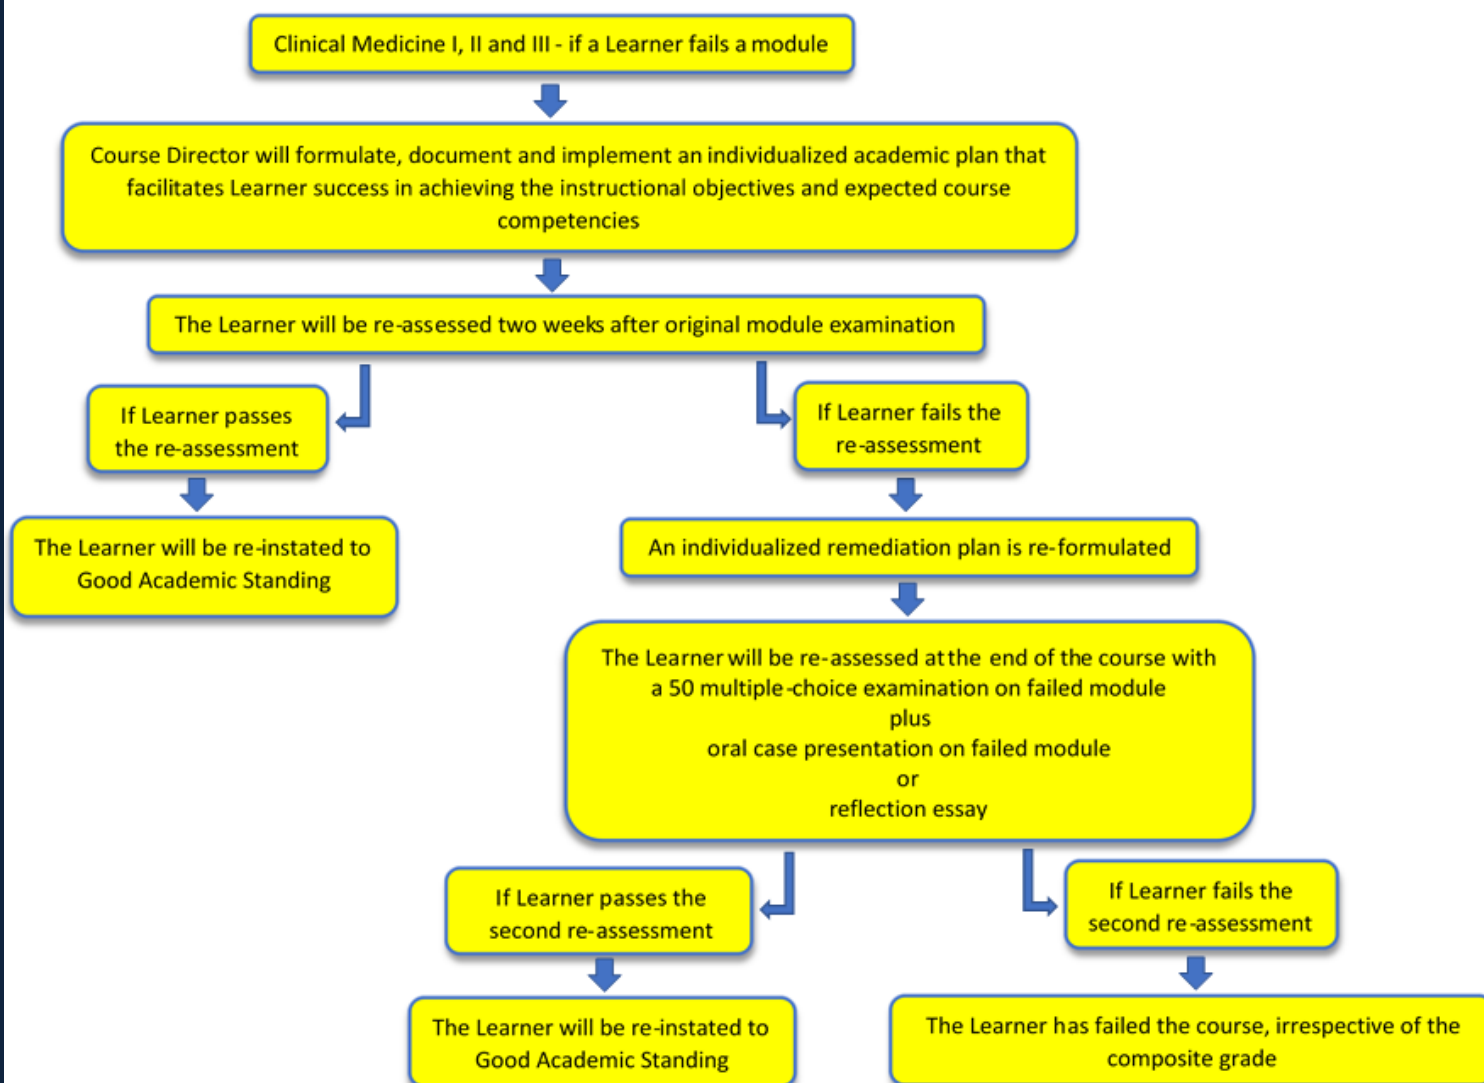 Clinical Medicine I, II and III - if a Learner fails a module
Course Director will formulate, document and implement an individualized academic plan that
facilitates Learner success in achieving the instructional objectives and expected course
competencies
The Learner will be re-assessed two weeks after original module examination
If Learner passes
the re-assessment
If Learner fails the
re-assessment
The Learner will be re-instated to
Good Academic Standing
An individualized remediation plan is re-formulated
The Learner will be re-assessed at the end of the course with
a 50 multiple-choice examination on failed module
plus
oral case presentation on failed module
or
reflection essay
If Learner passes the
second re-assessment
If Learner fails the
second re-assessment
The Learner will be re-instated to
Good Academic Standing
The Learner has failed the course, irrespective of the
composite grade